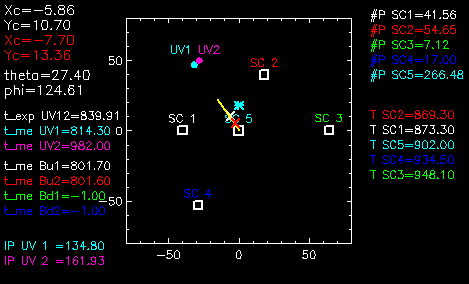 Xc=-5.86
Yc=10.70
Xc=-7.70
Yc=13.36
theta=27.40
phi=124.61
t_exp UV12=839.91
t_me UV1=814.30
t_me UV2=982.00
t_me Bu1=801.70
t_me Bu2=801.60
t_me Bd1=-1.00
t_me Bd2=-1.00
IP UV 1 =134.80
IP UV 2 =161.93
UV1 UV2
SC 2
SC 1
SC 5
SC 3
SC 4
50
0
-50
-50 0 50
#P SC1=41.56
#P SC2=54.65
#P SC3=7.12
#P SC4=17.00
#P SC5=266.48
T SC2=869.30
T SC1=873.30
T SC5=902.00
T SC4=934.50
T SC3=948.10